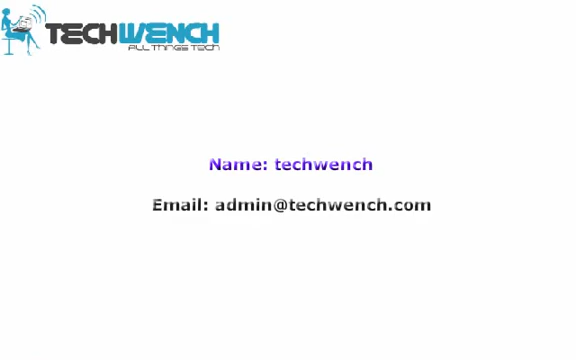 TECHWENCH
ALL THINGS TECH
Name: techwench
Email: admin@techwench.com